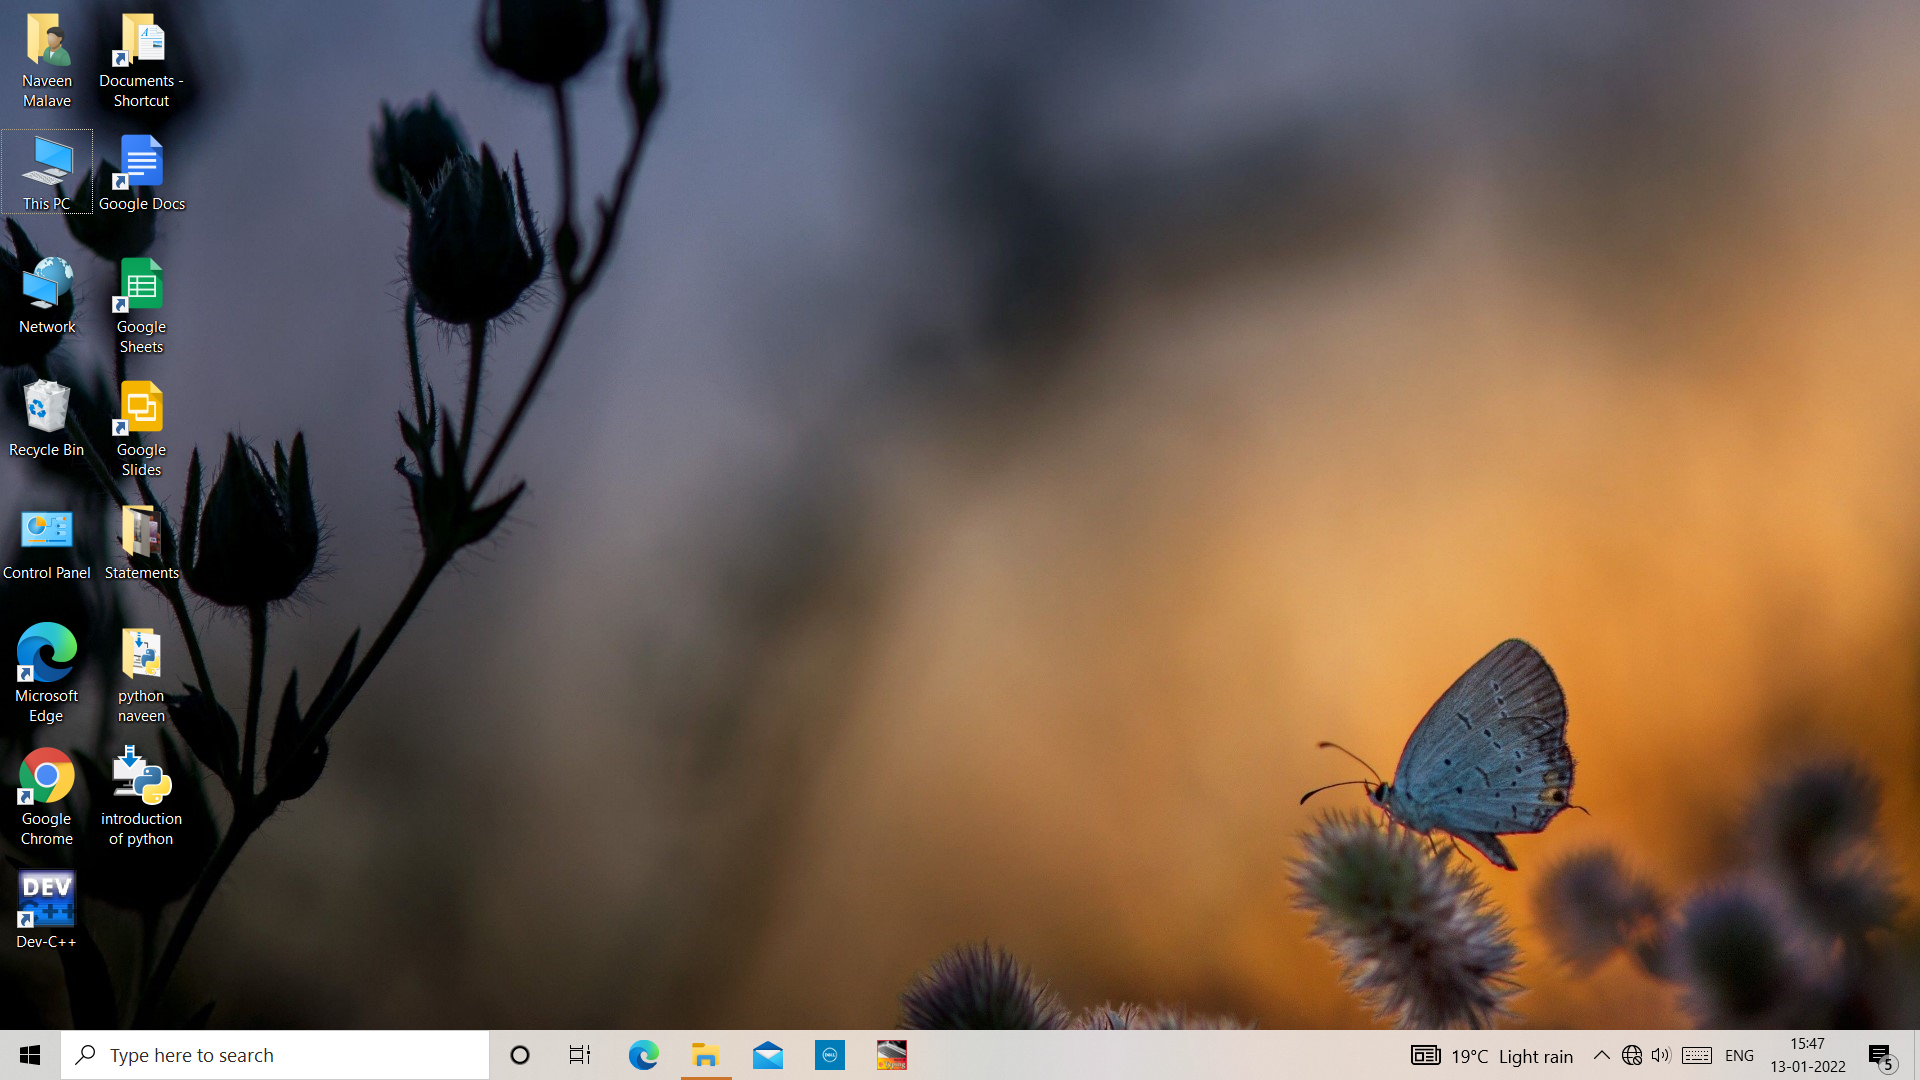 Naveen
Malave
Documents -
Shortcut
This PC
Google Docs
Network
Google
Sheets
Recycle Bin
Google
Slides
Control Panel
Statements
Microsoft
Edge
python
naveen
Google
Chrome
introduction
of python
DEV
C++
Dev-C++
Type here to search
DELL
19°C Light rain
ENG
15:47
13-01-2022
5